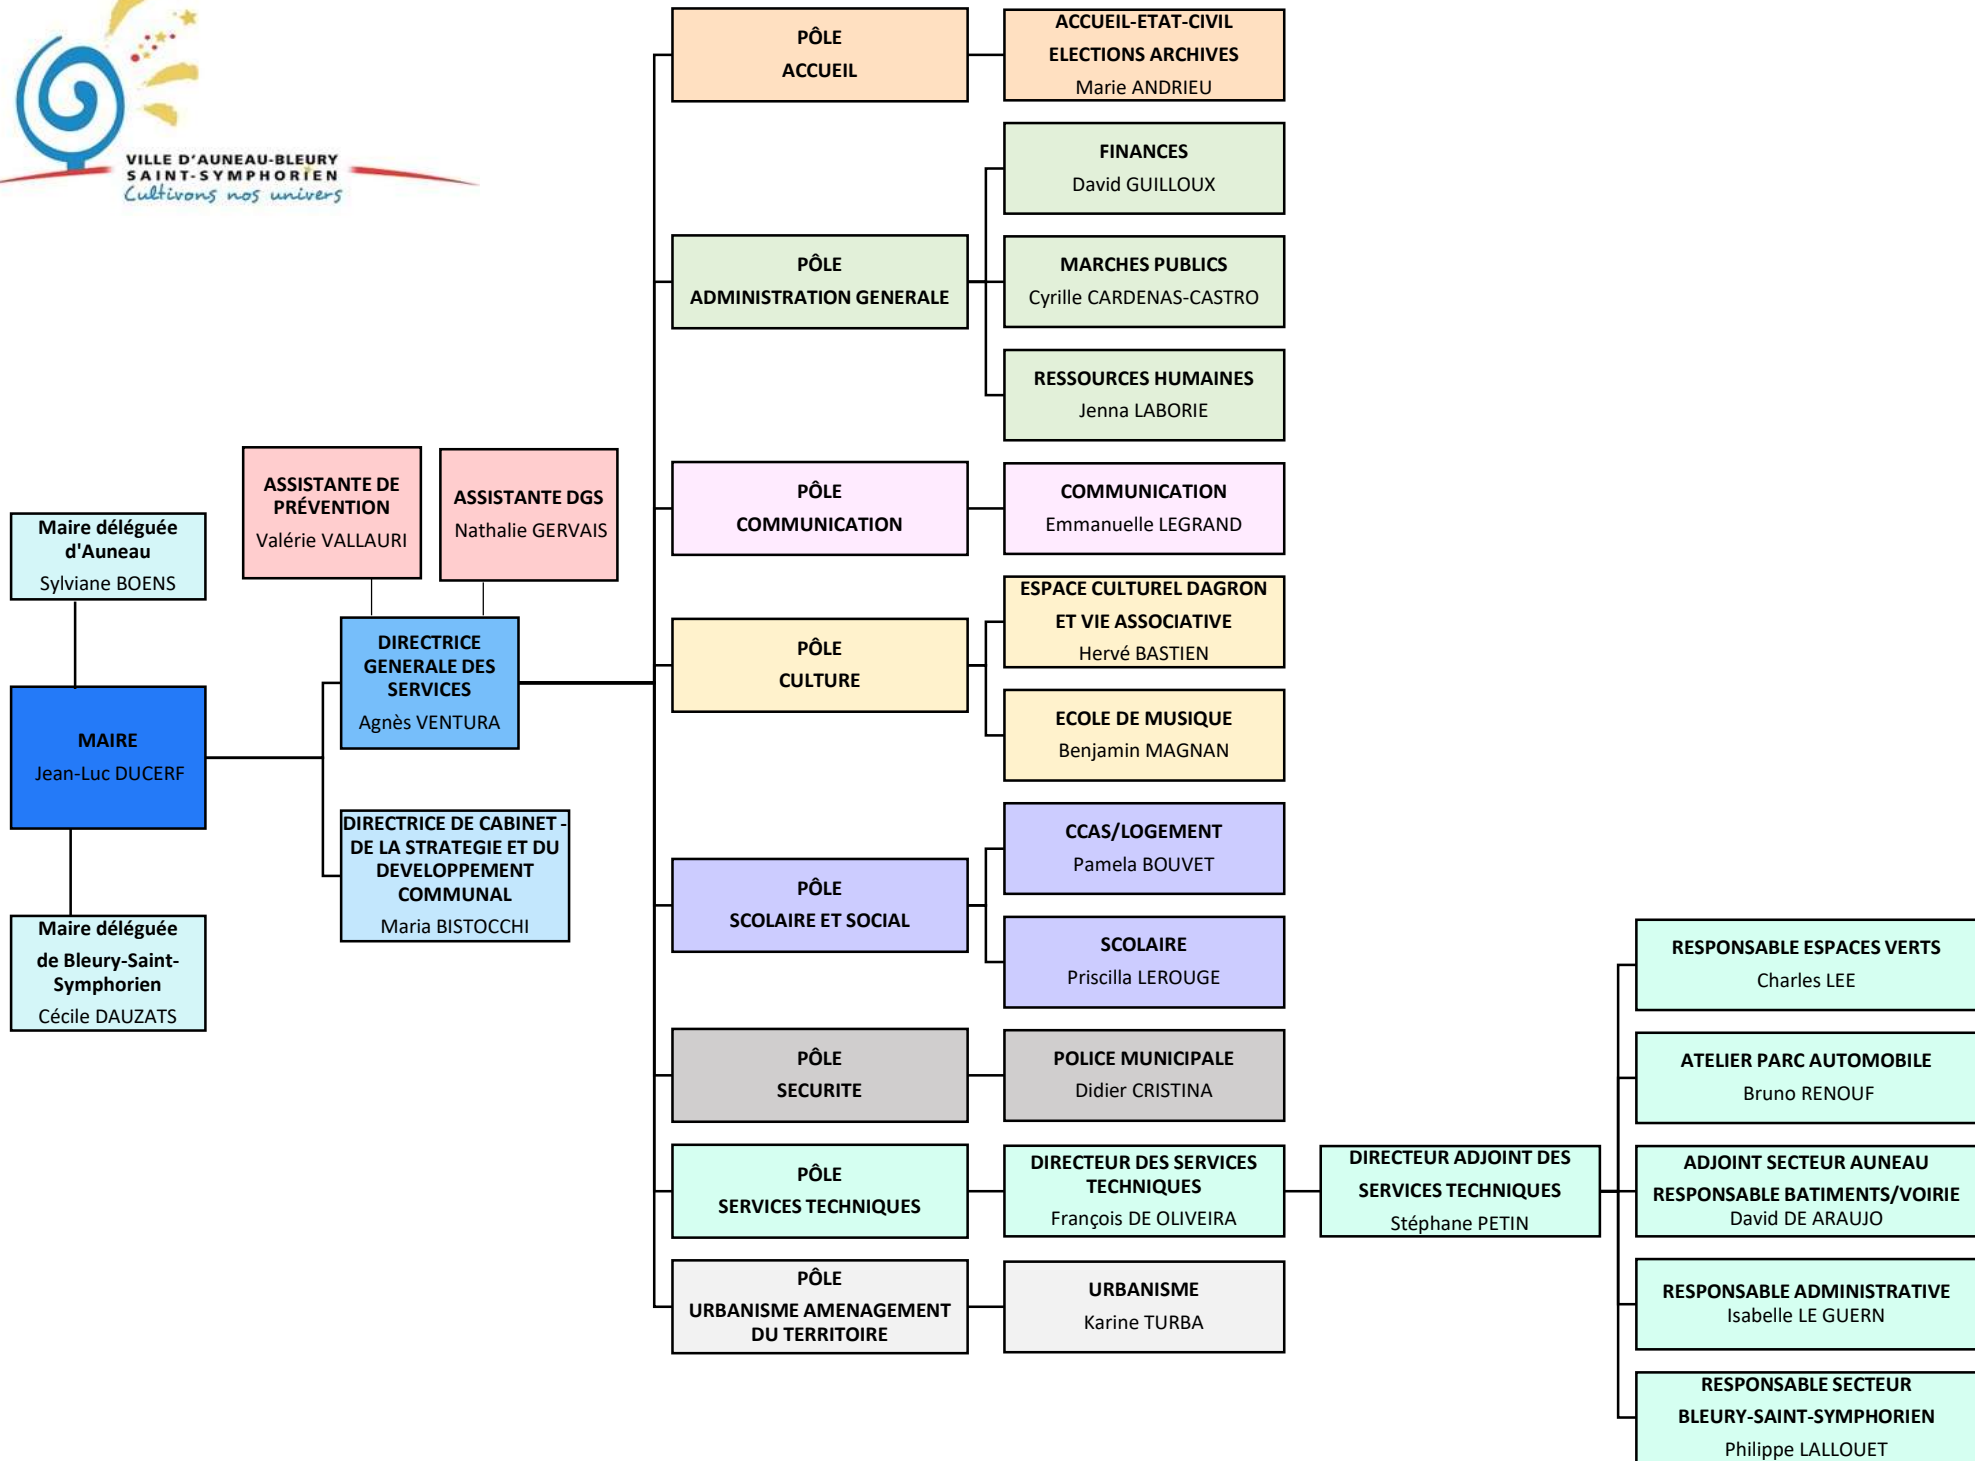 VILLE D'AUNEAU-BLEURY
SAINT-SYMPHORIEN
Cultivons nos univers
Maire déléguée
d'Auneau
Sylviane BOENS
MAIRE
Jean-Luc DUCERF
Maire déléguée
de Bleury-Saint-
Symphorien
Cécile DAUZATS
ASSISTANTE DE
PRÉVENTION
Valérie VALLAURI
ASSISTANTE DGS
Nathalie GERVAIS
DIRECTRICE
GENERALE DES
SERVICES
Agnès VENTURA
DIRECTRICE DE CABINET -
DE LA STRATEGIE ET DU
DEVELOPPEMENT
COMMUNAL
Maria BISTOCCHI
PÔLE
ACCUEIL
ACCUEIL-ETAT-CIVIL
ELECTIONS ARCHIVES
Marie ANDRIEU
PÔLE
ADMINISTRATION GENERALE
FINANCES
David GUILLOUX
MARCHES PUBLICS
Cyrille CARDENAS-CASTRO
RESSOURCES HUMAINES
Jenna LABORIE
PÔLE
COMMUNICATION
COMMUNICATION
Emmanuelle LEGRAND
PÔLE
CULTURE
ESPACE CULTUREL DAGRON
ET VIE ASSOCIATIVE
Hervé BASTIEN
ECOLE DE MUSIQUE
Benjamin MAGNAN
PÔLE
SCOLAIRE ET SOCIAL
CCAS/LOGEMENT
Pamela BOUVET
SCOLAIRE
Priscilla LEROUGE
PÔLE
SECURITE
POLICE MUNICIPALE
Didier CRISTINA
PÔLE
SERVICES TECHNIQUES
DIRECTEUR DES SERVICES
TECHNIQUES
François DE OLIVEIRA
DIRECTEUR ADJOINT DES
SERVICES TECHNIQUES
Stéphane PETIN
RESPONSABLE ESPACES VERTS
Charles LEE
ATELIER PARC AUTOMOBILE
Bruno RENOUF
ADJOINT SECTEUR AUNEAU
RESPONSABLE BATIMENTS/VOIRIE
David DE ARAUJO
RESPONSABLE ADMINISTRATIVE
Isabelle LE GUERN
RESPONSABLE SECTEUR
BLEURY-SAINT-SYMPHORIEN
Philippe LALLOUET
PÔLE
URBANISME AMENAGEMENT
DU TERRITOIRE
URBANISME
Karine TURBA